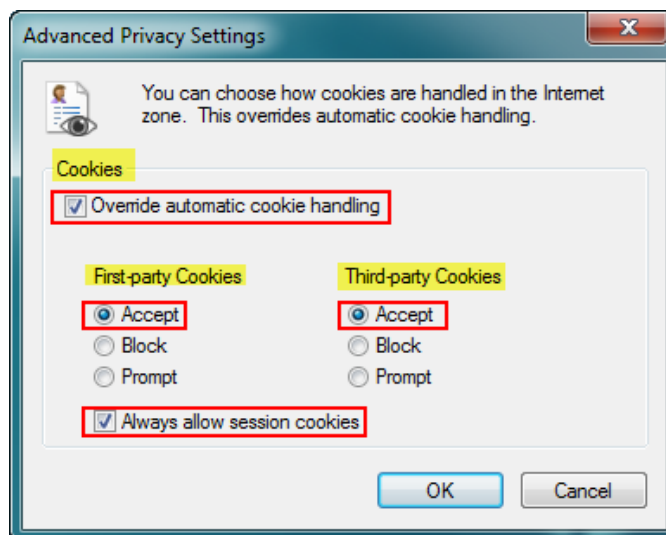 Advanced Privacy Settings
You can choose how cookies are handled in the Internet
zone. This overrides automatic cookie handling.
Cookies
Override automatic cookie handling
First-party Cookies
Third-party Cookies
Accept
Accept
Block
Block
Prompt
Prompt
Always allow session cookies
OK
Cancel